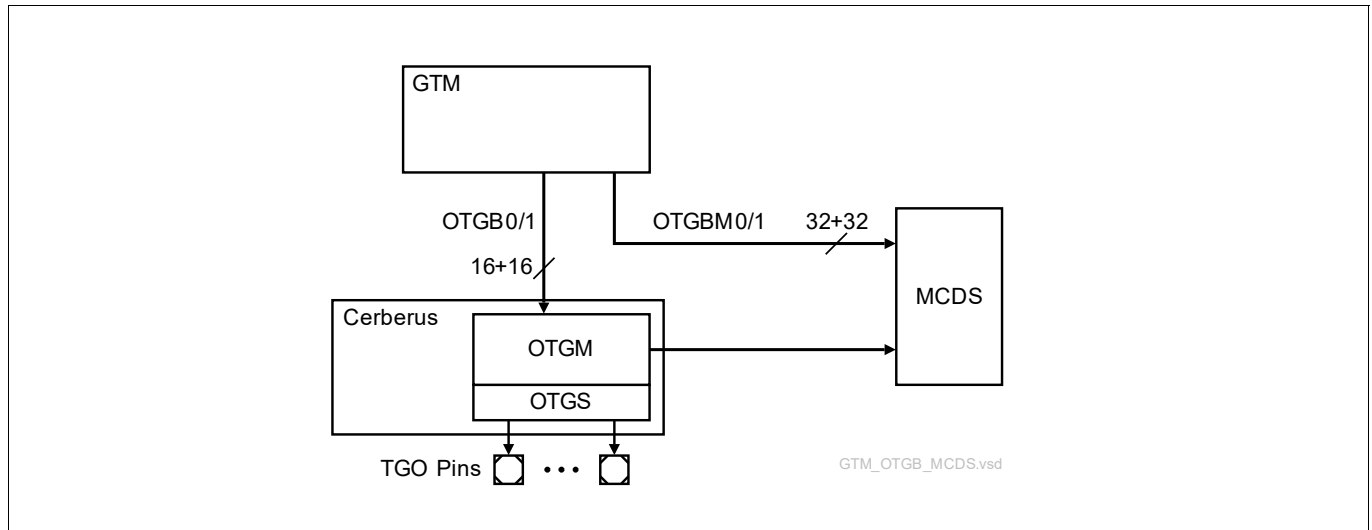 GTM
OTGB0/1
OTGBM0/1
32+32
16+16
MCDS
Cerberus
OTGM
OTGS
TGO Pins
GTM_OTGB_MCDS.vsd